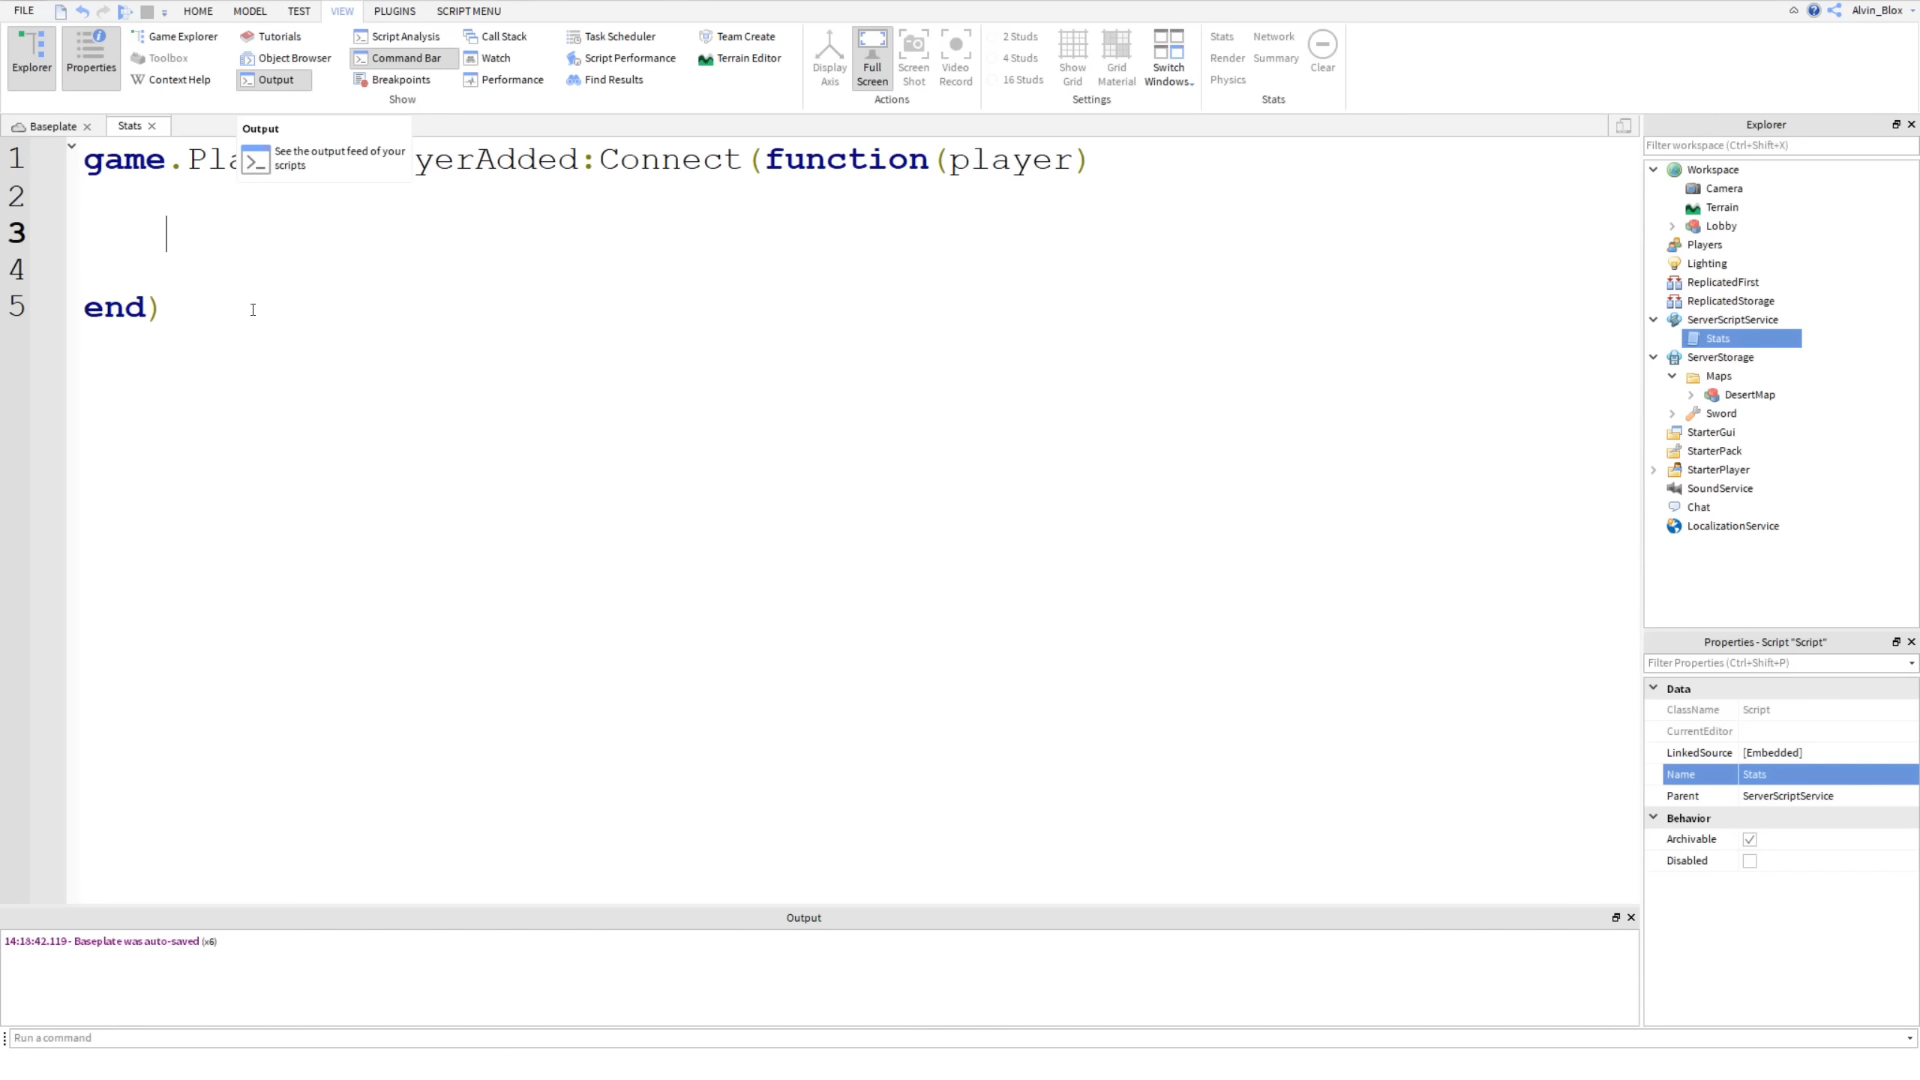 FILE HOME MODEL TEST VIEW PLUGINS SCRIPT MENU Alvin_Blox
Explorer
Properties
Game Explorer
Toolbox
Context Help
Tutorials
Object Browser
Output
Script Analysis
Command Bar
Breakpoints
Call Stack
Watch
Performance
Task Scheduler
Script Performance
Find Results
Team Create
Terrain Editor
Show
Display
Axis
Full
Screen
Screen
Shot
Video
Record
Actions
2 Studs
4 Studs
16 Studs
Show
Grid
Grid
Material
Switch
Windows..
Settings
Stats Network
Render Summary
Physics
Clear
Stats
Baseplate
Stats
Output
See the output feed of your
scripts
1 game.Pla yerAdded:Connect(function(player)
2
3
4
5 end)
Explorer
Filter workspace (Ctrl+Shift+X)
Workspace
Camera
Terrain
Lobby
Players
Lighting
ReplicatedFirst
ReplicatedStorage
ServerScriptService
Stats
ServerStorage
Maps
DesertMap
Sword
StarterGui
StarterPack
StarterPlayer
SoundService
Chat
LocalizationService
Properties - Script "Script"
Filter Properties (Ctrl+Shift+P)
Data
ClassName Script
CurrentEditor
LinkedSource [Embedded]
Name Stats
Parent ServerScriptService
Behavior
Archivable
Disabled
Output
14:18:42.119 - Baseplate was auto-saved (x6)
Run a command